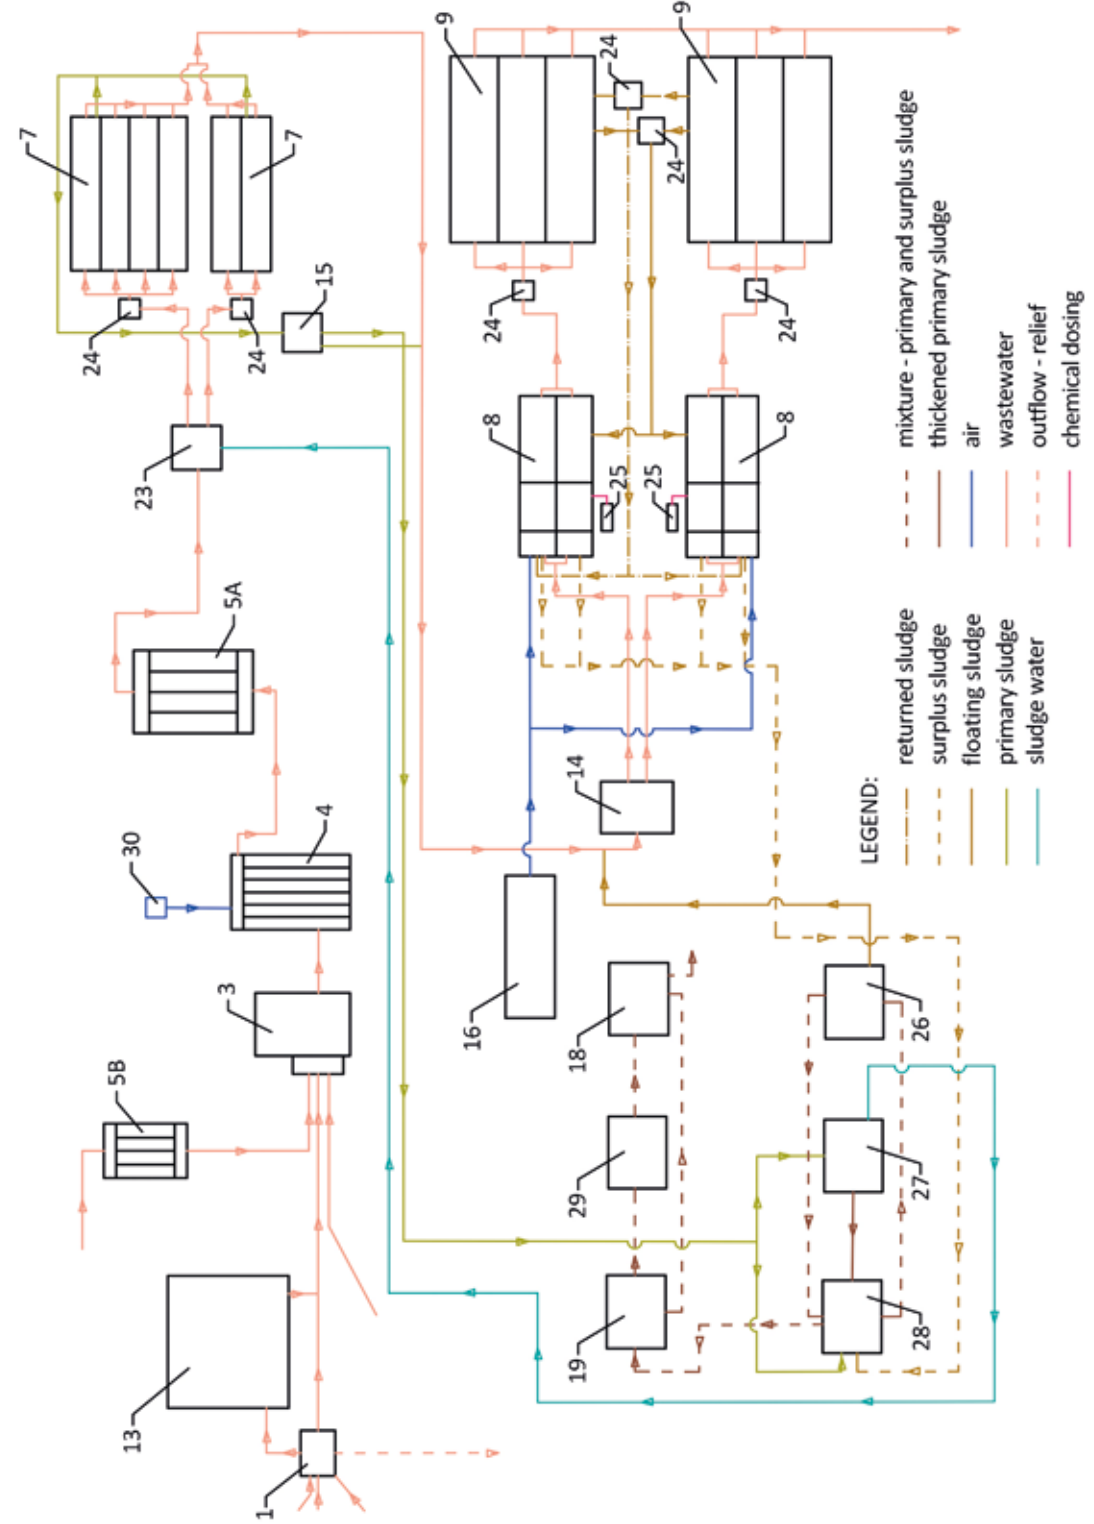 7
24
5B
13
30
23
3
5A
24
1
7
4
15
9
16
8
24
19
29
18
14
24
25
25
24
9
8
24
LEGEND:
28
27
26
returned sludge
mixture - primary and surplus sludge
surplus sludge
thickened primary sludge
floating sludge
air
primary sludge
wastewater
sludge water
outflow - relief
chemical dosing